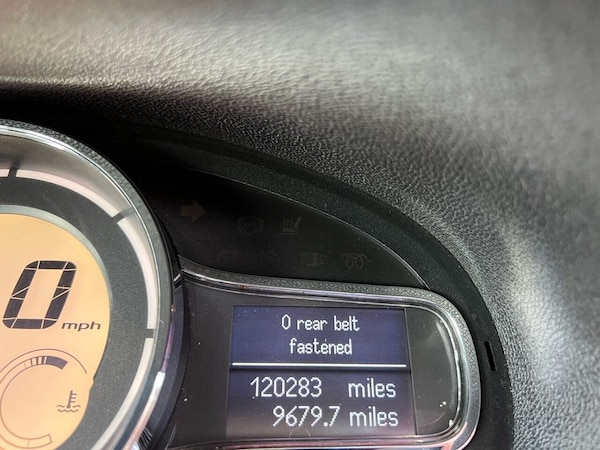 0 mph
0 rear belt
fastened
120283 miles
9679.7 miles